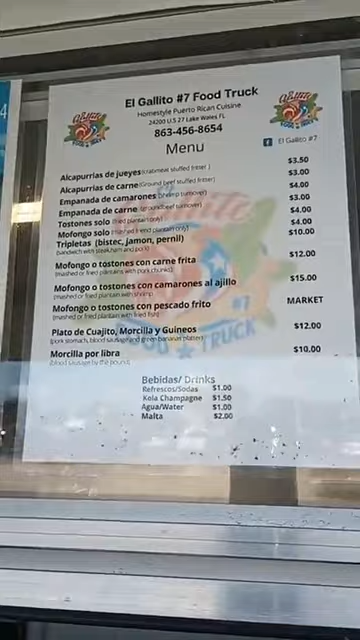 El Gallito #7 Food Truck
Homestyle Puerto Rican Cuisine
24200 U.S 27 Lake Wales FL
863-456-8654
Menu
El Gallito #7
Alcapurrias de jueyes (crabmeat stuffed fritter) $3.50
Alcapurrias de carne (Ground beef stuffed fritter) $3.00
Empanada de camarones (shrimp turnover) $4.00
Empanada de carne (groundbeef turnover) $3.00
Tostones solo (fried plantain only) $4.00
Mofongo solo (mashed fried plantain only) $4.00
Tripletas (bistec, jamon, pernil) $10.00
(sandwich with steak, ham and pork)
Mofongo o tostones con carne frita $12.00
(mashed or fried plantains with pork chunks)
Mofongo o tostones con camarones al ajillo $15.00
(mashed or fried plantain with shrimp)
Mofongo o tostones con pescado frito MARKET
(mashed or fried plantain with fried fish)
Plato de Cuajito, Morcilla y Guineos $12.00
(pork stomach, blood sausage and green bananas platter)
Morcilla por libra $10.00
(blood sausage by the pound)
#7
FOOD TRUCK
Bebidas/ Drinks
Refrescos/Sodas $1.00
Kola Champagne $1.50
Agua/Water $1.00
Malta $2.00